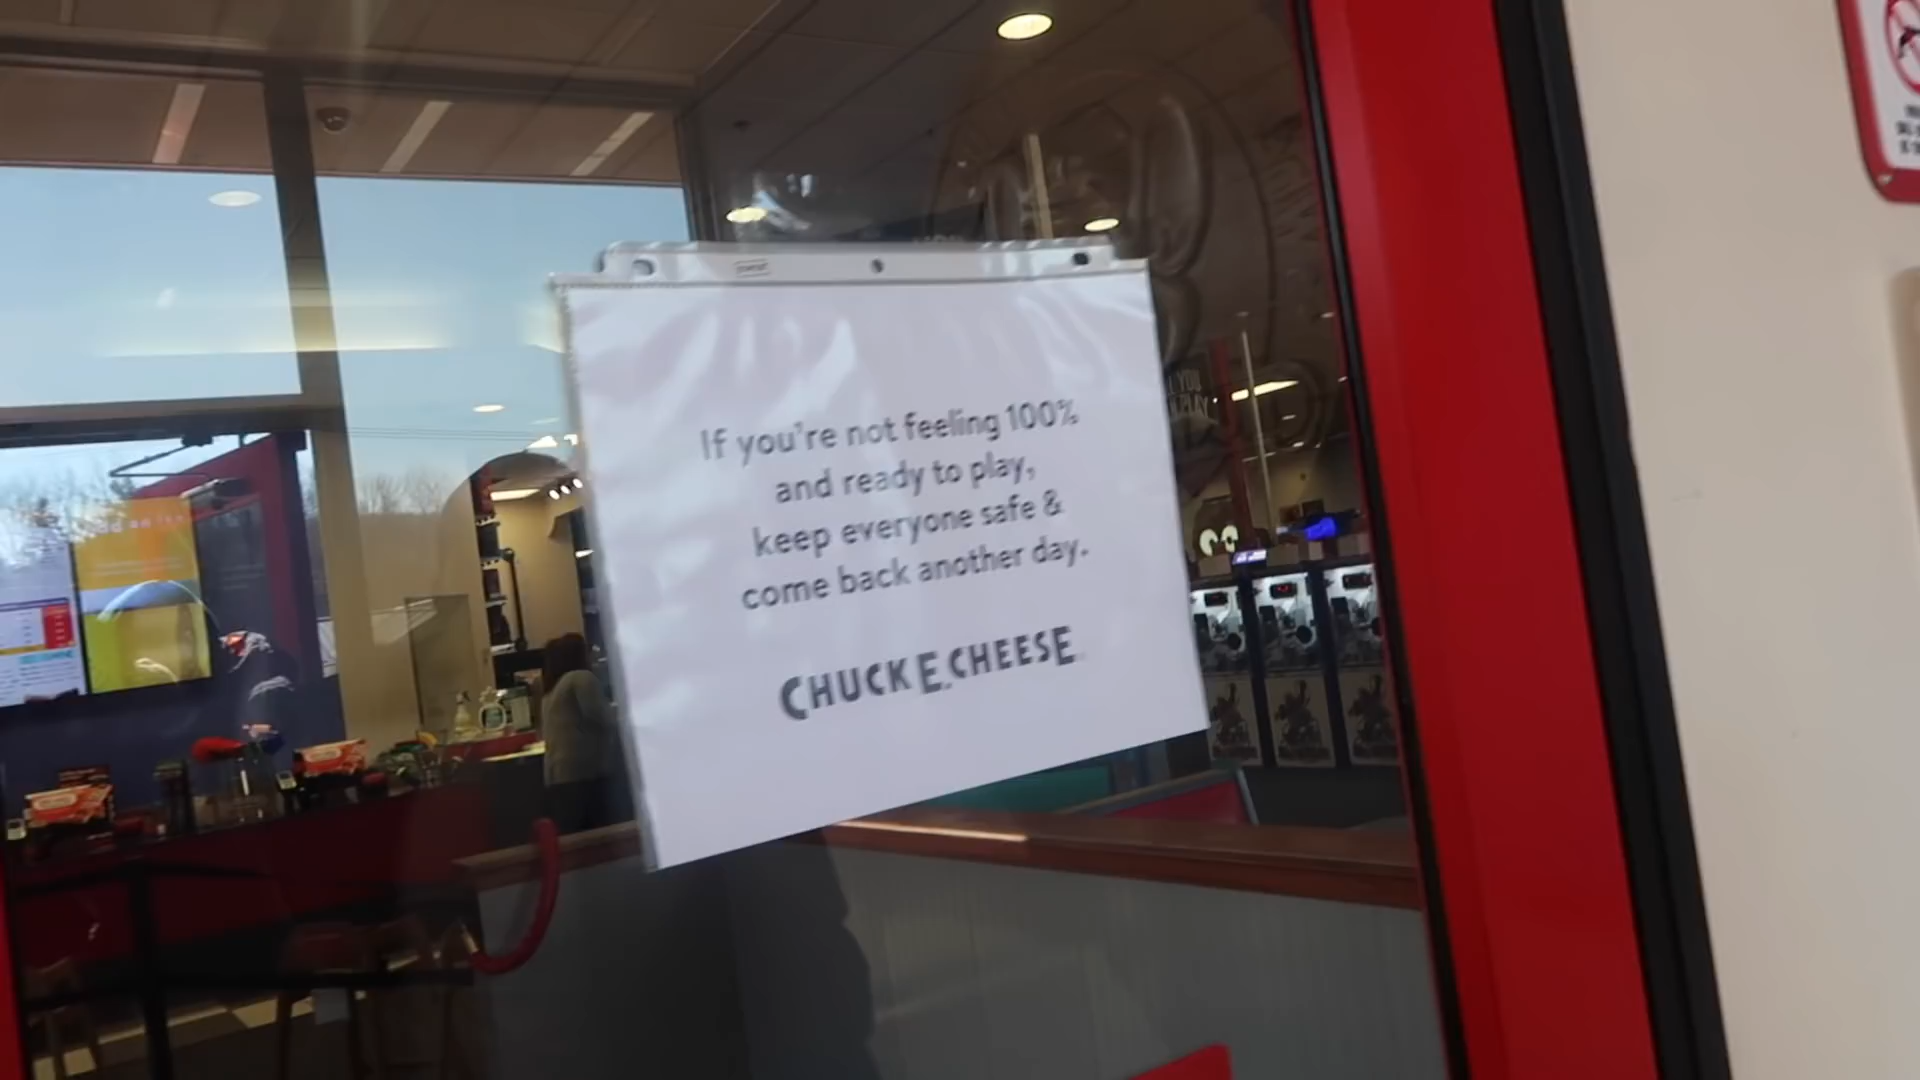 If you're not feeling 100%
and ready to play,
keep everyone safe &
come back another day.
CHUCK E. CHEESE